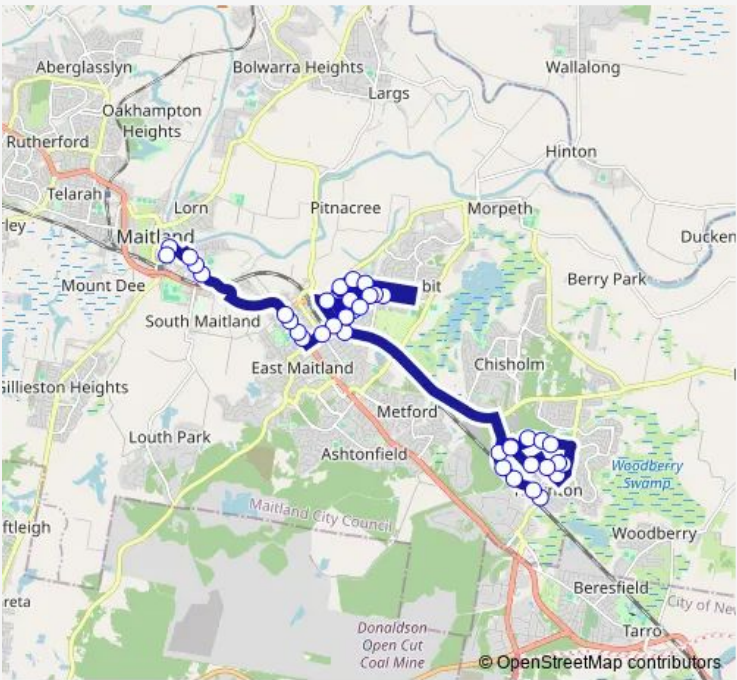 Aberglasslyn
Bolwarra Heights
Wallalong
Largs
Oakhampton
Heights
Rutherford
Hinton
Telarah
Lorn
Pitnacree
Morpeth
ley
Maitland
Ducken
Mount Dee
bit
Berry Park
South Maitland
East Maitland
Chisholm
Gillieston Heights
Metford
Louth Park
Ashtonfield
Woodberry
Swamp
Maitland City Council
ftleigh
Woodberry
Beresfield
reta
City of New
Donaldson
Open Cut
Coal Mine
Tarro
© OpenStreetMap contributors